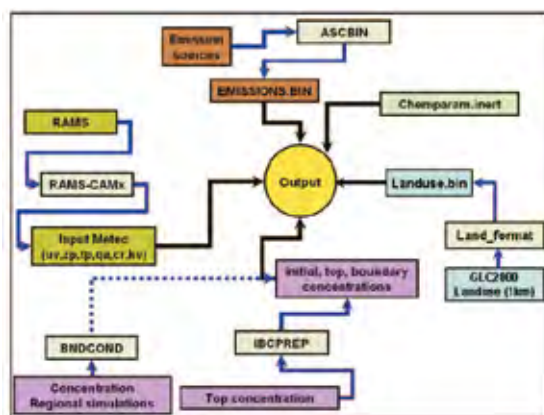 Emission
sources
ASCBIN
EMISSIONS.BIN
Chemparam.inert
RAMS
RAMS-CAMx
Output
Landuse.bin
Input Meteo
(uv,zp,tp,qa,cr,kv)
Land_format
Initial, top, boundary
concentrations
GLC2000
Landuse (1km)
BNDCOND
IBCPREP
Concentration
Regional simulations
Top concentration